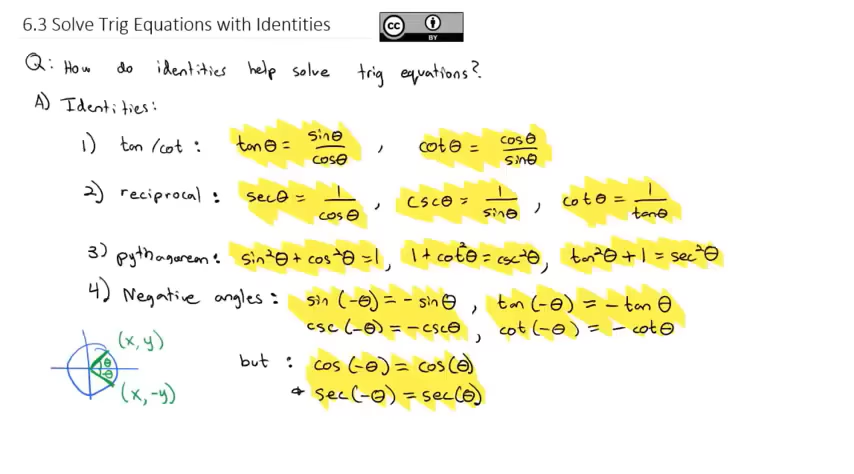 6.3 Solve Trig Equations with Identities
cc BY
Q: How do identities help solve trig equations?
A) Identities:
1) tan/cot: tanθ = sinθ/cosθ , cotθ = cosθ/sinθ
2) reciprocal: secθ = 1/cosθ , cscθ = 1/sinθ , cotθ = 1/tanθ
3) pythagorean: sin²θ + cos²θ = 1, 1 + cot²θ = csc²θ, tan²θ + 1 = sec²θ
4) Negative angles: sin(-θ) = -sinθ , tan(-θ) = -tanθ
csc(-θ) = -cscθ , cot(-θ) = -cotθ
(x, y)
θ
-θ
(x, -y)
but: cos(-θ) = cos(θ)
+ sec(-θ) = sec(θ)